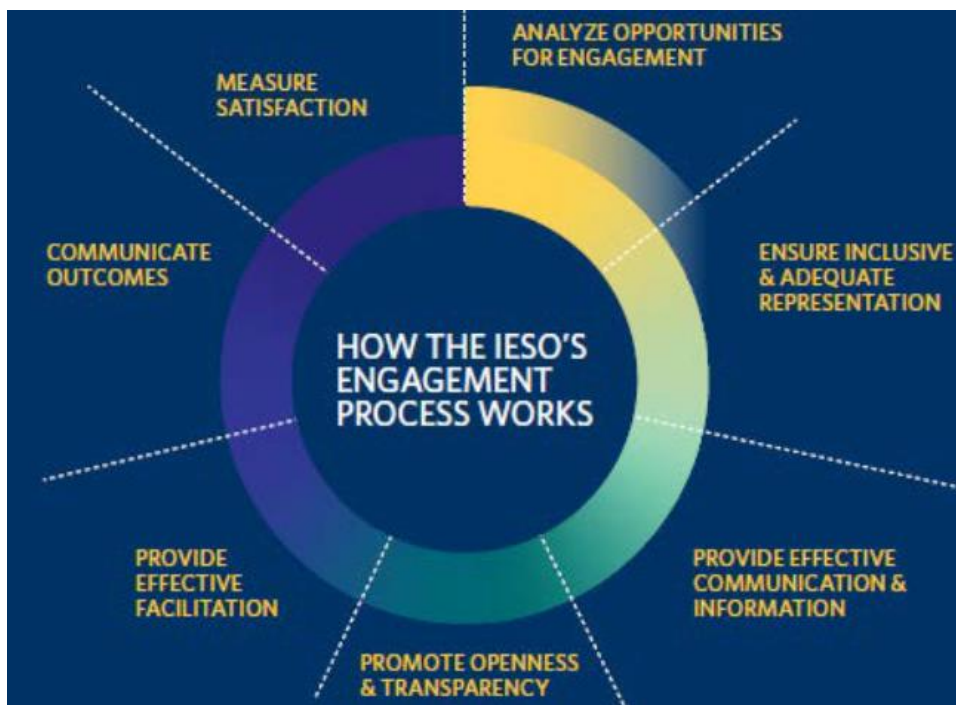 ANALYZE OPPORTUNITIES
FOR ENGAGEMENT
ENSURE INCLUSIVE
& ADEQUATE
REPRESENTATION
PROVIDE EFFECTIVE
COMMUNICATION &
INFORMATION
PROMOTE OPENNESS
& TRANSPARENCY
PROVIDE
EFFECTIVE
FACILITATION
COMMUNICATE
OUTCOMES
MEASURE
SATISFACTION
HOW THE IESO'S
ENGAGEMENT
PROCESS WORKS